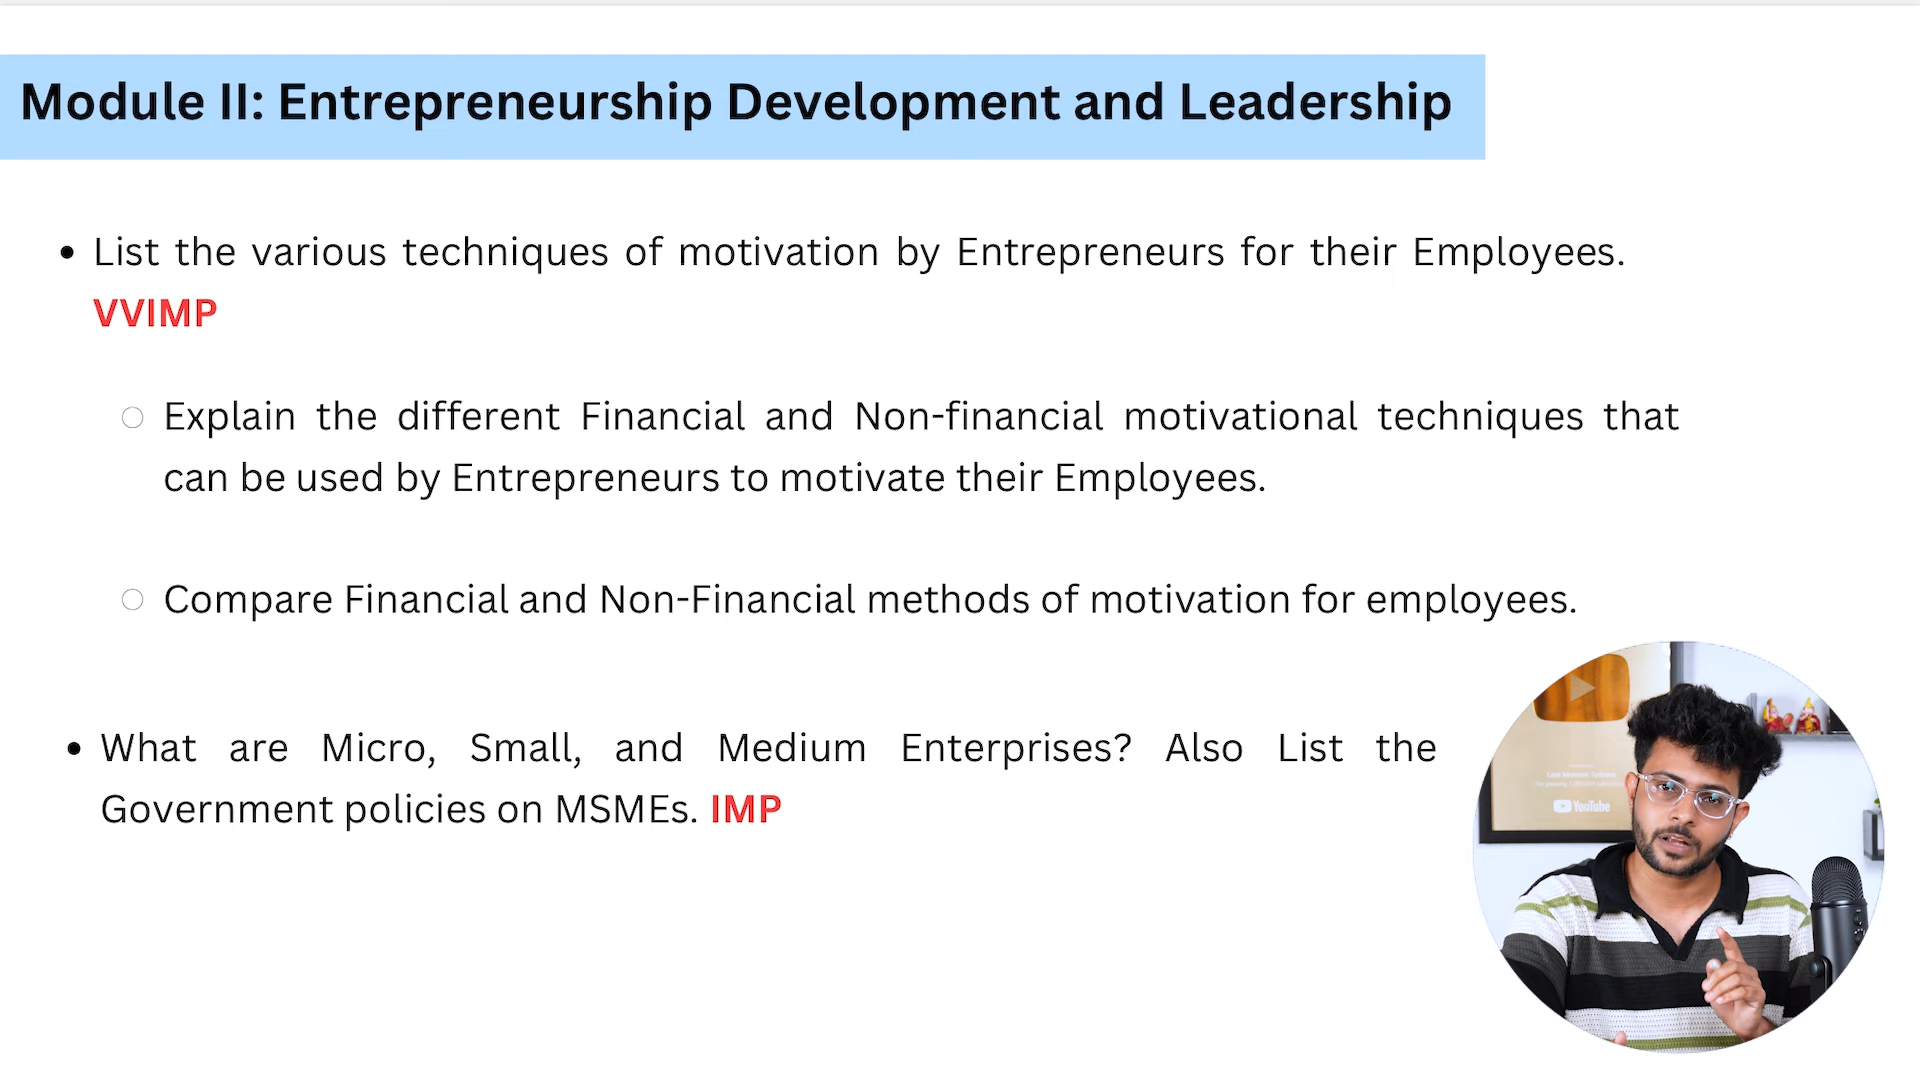 Module II: Entrepreneurship Development and Leadership
List the various techniques of motivation by Entrepreneurs for their Employees.
VVIMP
Explain the different Financial and Non-financial motivational techniques that
can be used by Entrepreneurs to motivate their Employees.
Compare Financial and Non-Financial methods of motivation for employees.
What are Micro, Small, and Medium Enterprises? Also List the
Government policies on MSMEs. IMP
YouTube